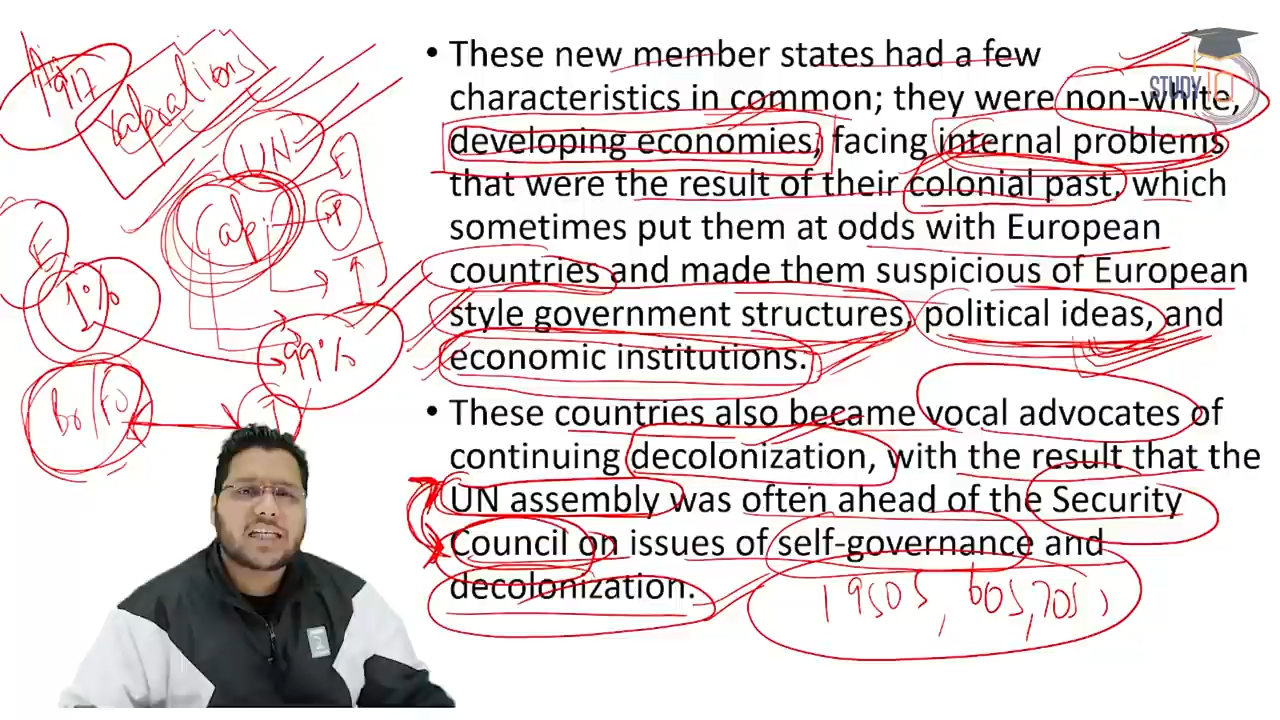 • These new member states had a few
characteristics in common; they were non-white,
developing economies, facing internal problems
that were the result of their colonial past, which
sometimes put them at odds with European
countries and made them suspicious of European
style government structures, political ideas, and
economic institutions.
• These countries also became vocal advocates of
continuing decolonization, with the result that the
UN assembly was often ahead of the Security
Council on issues of self-governance and
decolonization.
1950s, 60s, 70s,
STUDY IQ
UN
E
P
E
1%
99%